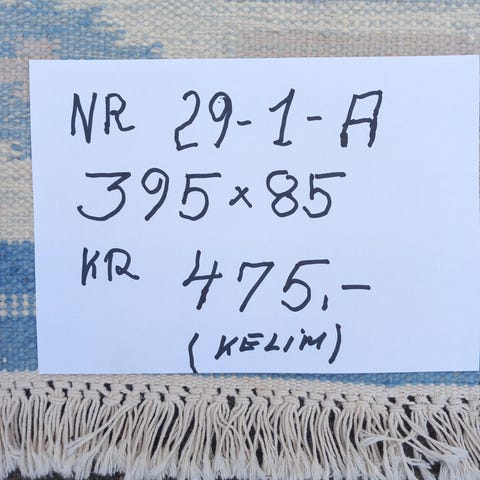 NR 29-1-A
395 x 85
KR 475,-
(KELIM)